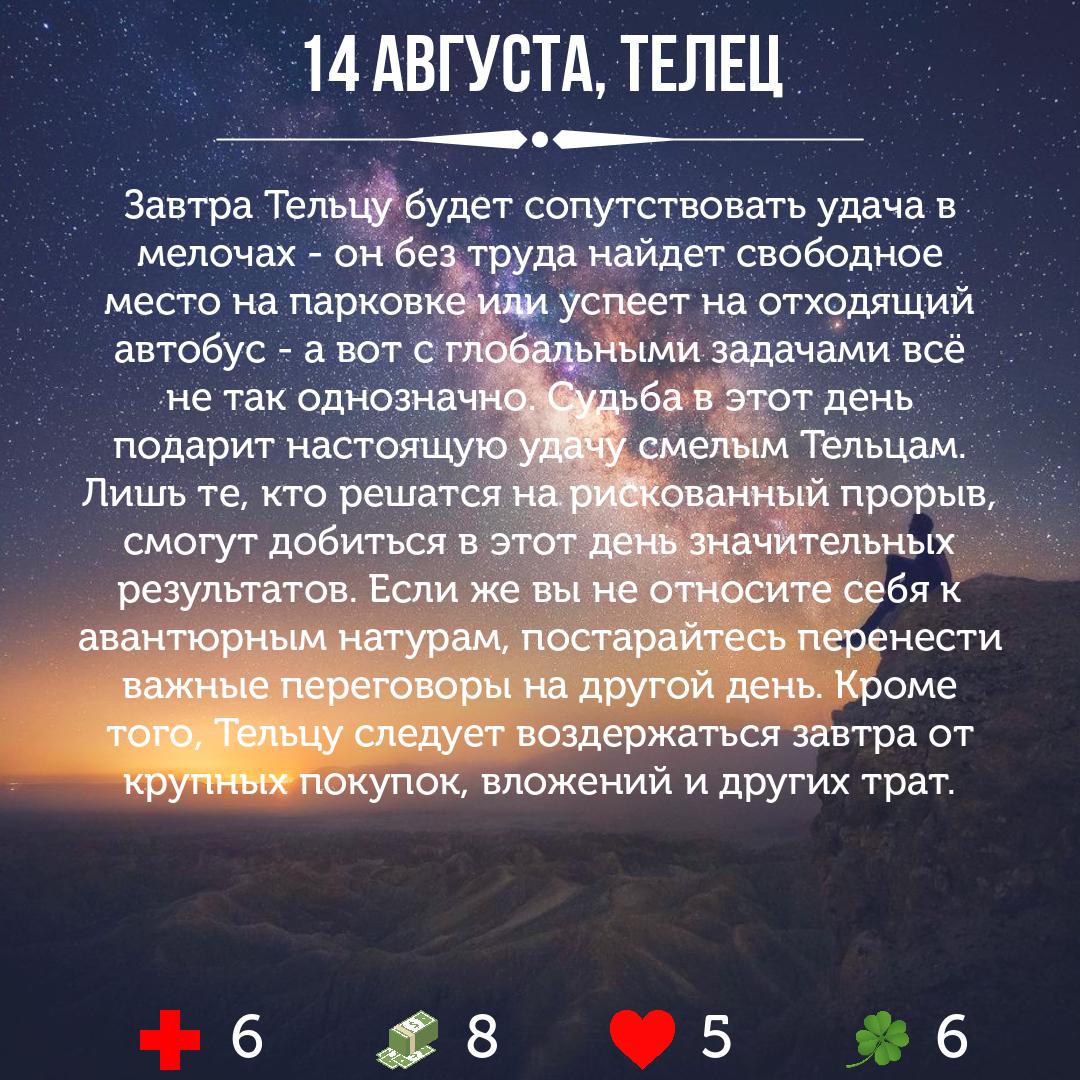 14 АВГУСТА, ТЕЛЕЦ
Завтра Тельцу будет сопутствовать удача в
мелочах - он без труда найдет свободное
место на парковке или успеет на отходящий
автобус - а вот с глобальными задачами всё
не так однозначно. Судьба в этот день
подарит настоящую удачу смелым Тельцам.
Лишь те, кто решатся на рискованный прорыв,
смогут добиться в этот день значительных
результатов. Если же вы не относите себя к
авантюрным натурам, постарайтесь перенести
важные переговоры на другой день. Кроме
того, Тельцу следует воздержаться завтра от
крупных покупок, вложений и других трат.
6 8 5 6